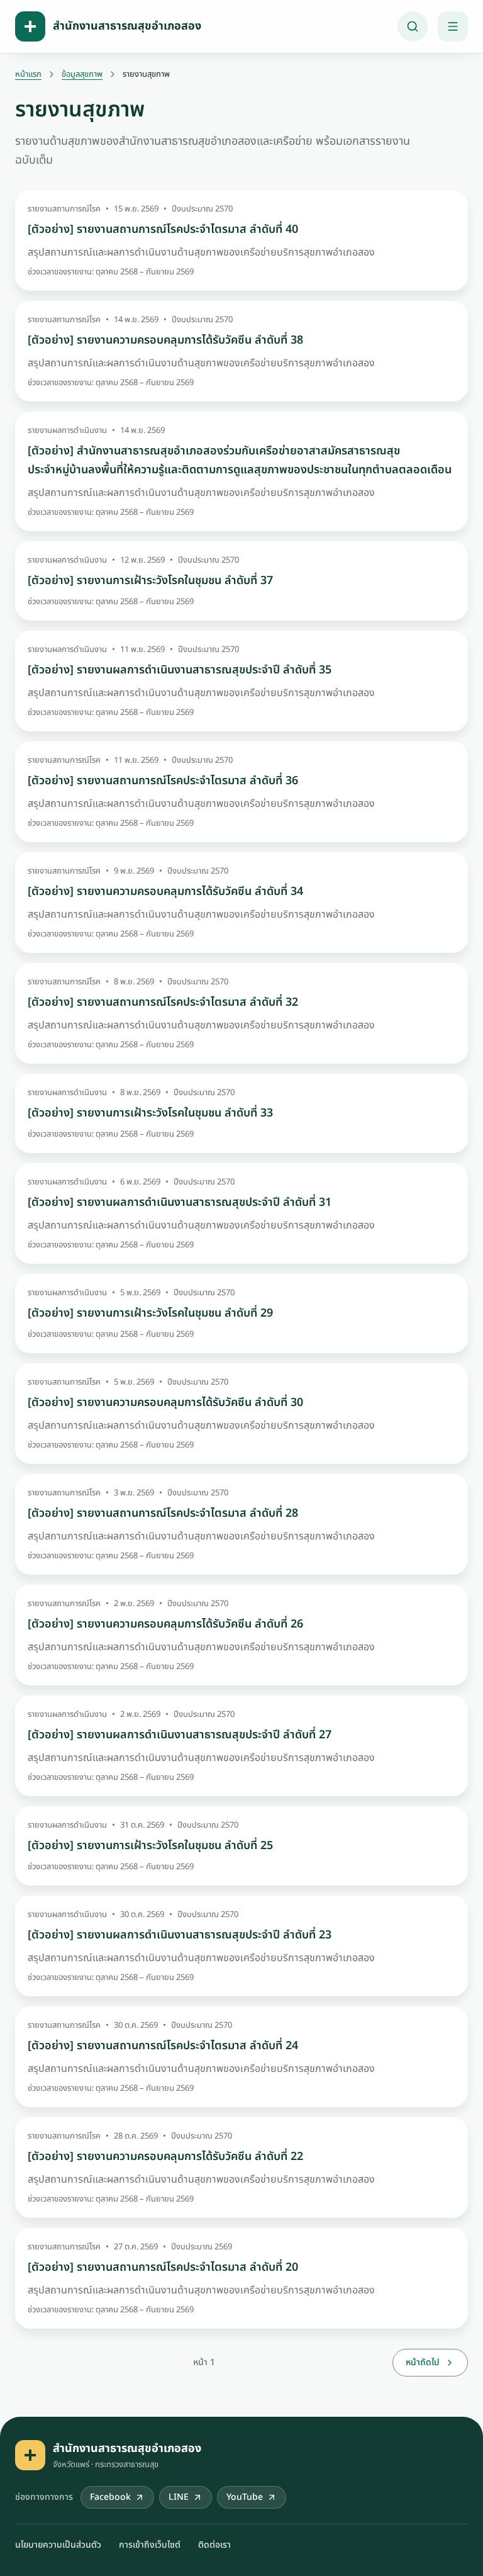 สำนักงานสาธารณสุขอำเภอสอง
หน้าแรก
ข้อมูลสุขภาพ
รายงานสุขภาพ
รายงานสุขภาพ
รายงานด้านสุขภาพของสำนักงานสาธารณสุขอำเภอสองและเครือข่าย พร้อมเอกสารรายงาน
ฉบับเต็ม
รายงานสถานการณ์โรค • 15 พ.ย. 2569 • ปีงบประมาณ 2570
[ตัวอย่าง] รายงานสถานการณ์โรคประจำไตรมาส ลำดับที่ 40
สรุปสถานการณ์และผลการดำเนินงานด้านสุขภาพของเครือข่ายบริการสุขภาพอำเภอสอง
ช่วงเวลาของรายงาน: ตุลาคม 2568 – กันยายน 2569
รายงานสถานการณ์โรค • 14 พ.ย. 2569 • ปีงบประมาณ 2570
[ตัวอย่าง] รายงานความครอบคลุมการได้รับวัคซีน ลำดับที่ 38
สรุปสถานการณ์และผลการดำเนินงานด้านสุขภาพของเครือข่ายบริการสุขภาพอำเภอสอง
ช่วงเวลาของรายงาน: ตุลาคม 2568 – กันยายน 2569
รายงานผลการดำเนินงาน • 14 พ.ย. 2569
[ตัวอย่าง] สำนักงานสาธารณสุขอำเภอสองร่วมกับเครือข่ายอาสาสมัครสาธารณสุข
ประจำหมู่บ้านลงพื้นที่ให้ความรู้และติดตามการดูแลสุขภาพของประชาชนในทุกตำบลตลอดเดือน
สรุปสถานการณ์และผลการดำเนินงานด้านสุขภาพของเครือข่ายบริการสุขภาพอำเภอสอง
ช่วงเวลาของรายงาน: ตุลาคม 2568 – กันยายน 2569
รายงานผลการดำเนินงาน • 12 พ.ย. 2569 • ปีงบประมาณ 2570
[ตัวอย่าง] รายงานการเฝ้าระวังโรคในชุมชน ลำดับที่ 37
ช่วงเวลาของรายงาน: ตุลาคม 2568 – กันยายน 2569
รายงานผลการดำเนินงาน • 11 พ.ย. 2569 • ปีงบประมาณ 2570
[ตัวอย่าง] รายงานผลการดำเนินงานสาธารณสุขประจำปี ลำดับที่ 35
สรุปสถานการณ์และผลการดำเนินงานด้านสุขภาพของเครือข่ายบริการสุขภาพอำเภอสอง
ช่วงเวลาของรายงาน: ตุลาคม 2568 – กันยายน 2569
รายงานสถานการณ์โรค • 11 พ.ย. 2569 • ปีงบประมาณ 2570
[ตัวอย่าง] รายงานสถานการณ์โรคประจำไตรมาส ลำดับที่ 36
สรุปสถานการณ์และผลการดำเนินงานด้านสุขภาพของเครือข่ายบริการสุขภาพอำเภอสอง
ช่วงเวลาของรายงาน: ตุลาคม 2568 – กันยายน 2569
รายงานสถานการณ์โรค • 9 พ.ย. 2569 • ปีงบประมาณ 2570
[ตัวอย่าง] รายงานความครอบคลุมการได้รับวัคซีน ลำดับที่ 34
สรุปสถานการณ์และผลการดำเนินงานด้านสุขภาพของเครือข่ายบริการสุขภาพอำเภอสอง
ช่วงเวลาของรายงาน: ตุลาคม 2568 – กันยายน 2569
รายงานสถานการณ์โรค • 8 พ.ย. 2569 • ปีงบประมาณ 2570
[ตัวอย่าง] รายงานสถานการณ์โรคประจำไตรมาส ลำดับที่ 32
สรุปสถานการณ์และผลการดำเนินงานด้านสุขภาพของเครือข่ายบริการสุขภาพอำเภอสอง
ช่วงเวลาของรายงาน: ตุลาคม 2568 – กันยายน 2569
รายงานผลการดำเนินงาน • 8 พ.ย. 2569 • ปีงบประมาณ 2570
[ตัวอย่าง] รายงานการเฝ้าระวังโรคในชุมชน ลำดับที่ 33
ช่วงเวลาของรายงาน: ตุลาคม 2568 – กันยายน 2569
รายงานผลการดำเนินงาน • 6 พ.ย. 2569 • ปีงบประมาณ 2570
[ตัวอย่าง] รายงานผลการดำเนินงานสาธารณสุขประจำปี ลำดับที่ 31
สรุปสถานการณ์และผลการดำเนินงานด้านสุขภาพของเครือข่ายบริการสุขภาพอำเภอสอง
ช่วงเวลาของรายงาน: ตุลาคม 2568 – กันยายน 2569
รายงานผลการดำเนินงาน • 5 พ.ย. 2569 • ปีงบประมาณ 2570
[ตัวอย่าง] รายงานการเฝ้าระวังโรคในชุมชน ลำดับที่ 29
ช่วงเวลาของรายงาน: ตุลาคม 2568 – กันยายน 2569
รายงานสถานการณ์โรค • 5 พ.ย. 2569 • ปีงบประมาณ 2570
[ตัวอย่าง] รายงานความครอบคลุมการได้รับวัคซีน ลำดับที่ 30
สรุปสถานการณ์และผลการดำเนินงานด้านสุขภาพของเครือข่ายบริการสุขภาพอำเภอสอง
ช่วงเวลาของรายงาน: ตุลาคม 2568 – กันยายน 2569
รายงานสถานการณ์โรค • 3 พ.ย. 2569 • ปีงบประมาณ 2570
[ตัวอย่าง] รายงานสถานการณ์โรคประจำไตรมาส ลำดับที่ 28
สรุปสถานการณ์และผลการดำเนินงานด้านสุขภาพของเครือข่ายบริการสุขภาพอำเภอสอง
ช่วงเวลาของรายงาน: ตุลาคม 2568 – กันยายน 2569
รายงานสถานการณ์โรค • 2 พ.ย. 2569 • ปีงบประมาณ 2570
[ตัวอย่าง] รายงานความครอบคลุมการได้รับวัคซีน ลำดับที่ 26
สรุปสถานการณ์และผลการดำเนินงานด้านสุขภาพของเครือข่ายบริการสุขภาพอำเภอสอง
ช่วงเวลาของรายงาน: ตุลาคม 2568 – กันยายน 2569
รายงานผลการดำเนินงาน • 2 พ.ย. 2569 • ปีงบประมาณ 2570
[ตัวอย่าง] รายงานผลการดำเนินงานสาธารณสุขประจำปี ลำดับที่ 27
สรุปสถานการณ์และผลการดำเนินงานด้านสุขภาพของเครือข่ายบริการสุขภาพอำเภอสอง
ช่วงเวลาของรายงาน: ตุลาคม 2568 – กันยายน 2569
รายงานผลการดำเนินงาน • 31 ต.ค. 2569 • ปีงบประมาณ 2570
[ตัวอย่าง] รายงานการเฝ้าระวังโรคในชุมชน ลำดับที่ 25
ช่วงเวลาของรายงาน: ตุลาคม 2568 – กันยายน 2569
รายงานผลการดำเนินงาน • 30 ต.ค. 2569 • ปีงบประมาณ 2570
[ตัวอย่าง] รายงานผลการดำเนินงานสาธารณสุขประจำปี ลำดับที่ 23
สรุปสถานการณ์และผลการดำเนินงานด้านสุขภาพของเครือข่ายบริการสุขภาพอำเภอสอง
ช่วงเวลาของรายงาน: ตุลาคม 2568 – กันยายน 2569
รายงานสถานการณ์โรค • 30 ต.ค. 2569 • ปีงบประมาณ 2570
[ตัวอย่าง] รายงานสถานการณ์โรคประจำไตรมาส ลำดับที่ 24
สรุปสถานการณ์และผลการดำเนินงานด้านสุขภาพของเครือข่ายบริการสุขภาพอำเภอสอง
ช่วงเวลาของรายงาน: ตุลาคม 2568 – กันยายน 2569
รายงานสถานการณ์โรค • 28 ต.ค. 2569 • ปีงบประมาณ 2570
[ตัวอย่าง] รายงานความครอบคลุมการได้รับวัคซีน ลำดับที่ 22
สรุปสถานการณ์และผลการดำเนินงานด้านสุขภาพของเครือข่ายบริการสุขภาพอำเภอสอง
ช่วงเวลาของรายงาน: ตุลาคม 2568 – กันยายน 2569
รายงานสถานการณ์โรค • 27 ต.ค. 2569 • ปีงบประมาณ 2569
[ตัวอย่าง] รายงานสถานการณ์โรคประจำไตรมาส ลำดับที่ 20
สรุปสถานการณ์และผลการดำเนินงานด้านสุขภาพของเครือข่ายบริการสุขภาพอำเภอสอง
ช่วงเวลาของรายงาน: ตุลาคม 2568 – กันยายน 2569
หน้า 1
หน้าถัดไป
สำนักงานสาธารณสุขอำเภอสอง
จังหวัดแพร่ · กระทรวงสาธารณสุข
ช่องทางทางการ
Facebook
LINE
YouTube
นโยบายความเป็นส่วนตัว
การเข้าถึงเว็บไซต์
ติดต่อเรา